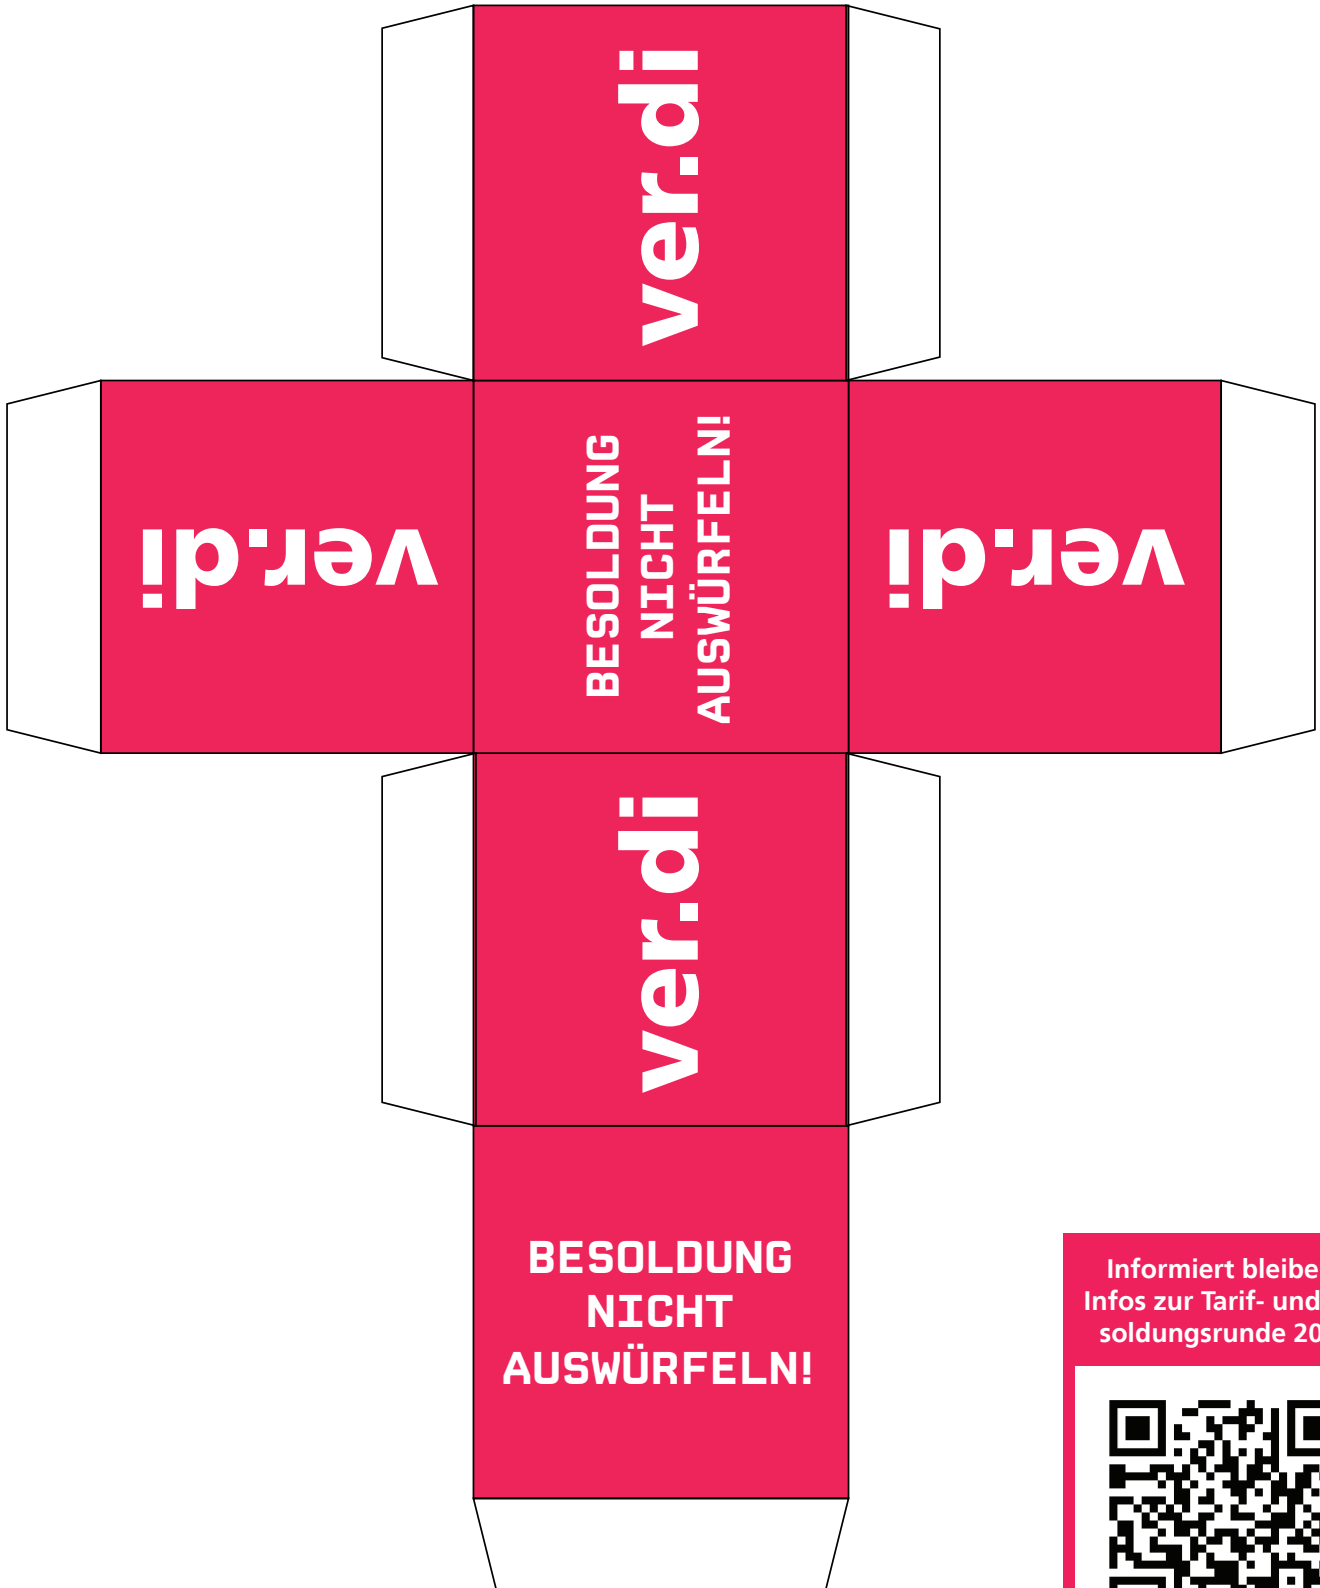 ver.di
ver.di
BESOLDUNG
NICHT
AUSWÜRFELN!
ver.di
ver.di
BESOLDUNG
NICHT
AUSWÜRFELN!
Informiert bleibe
Infos zur Tarif- und
soldungsrunde 20